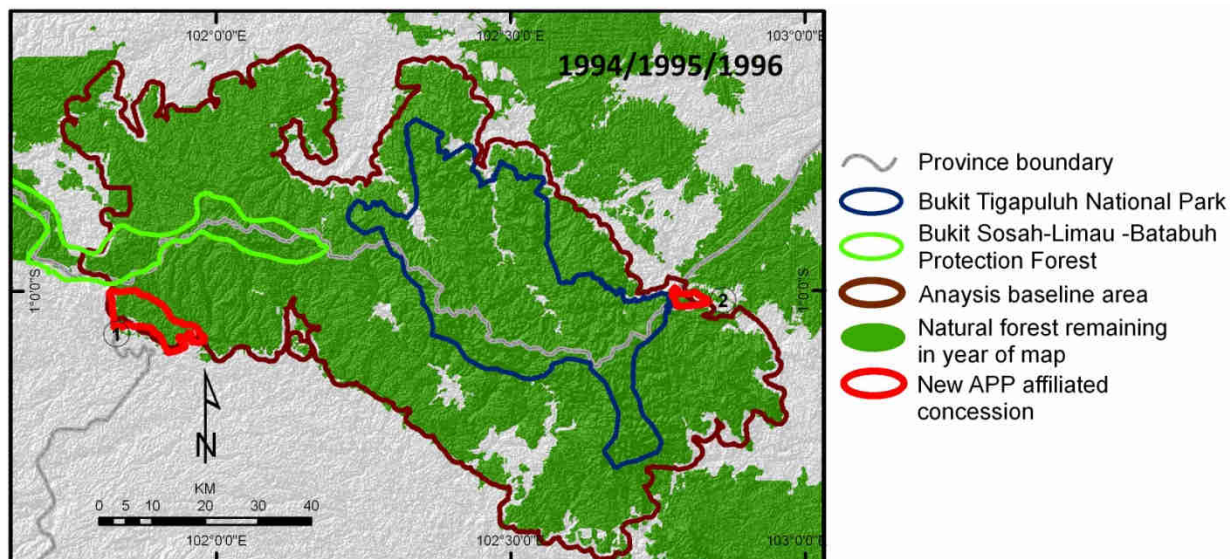 102°0'0"E
102°30'0"E
103°0'0"E
1994/1995/1996
1°0'0"S
1°0'0"S
1
2
N
KM
0 5 10 20 30 40
102°0'0"E
102°30'0"E
103°0'0"E
Province boundary
Bukit Tigapuluh National Park
Bukit Sosah-Limau -Batabuh
Protection Forest
Anaysis baseline area
Natural forest remaining
in year of map
New APP affiliated
concession